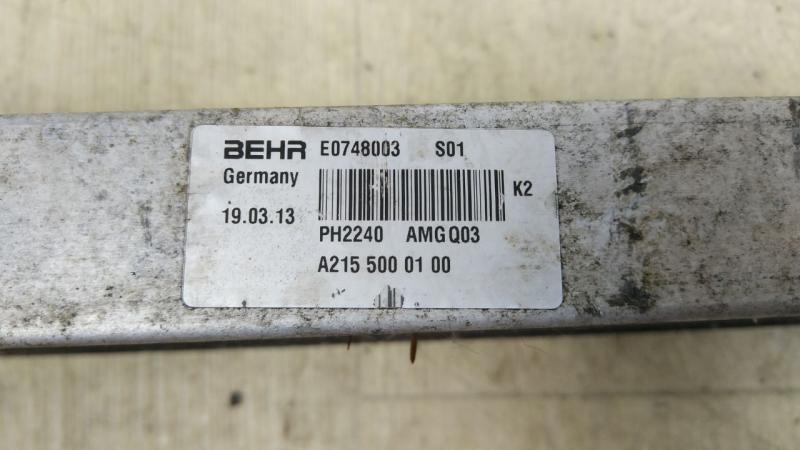 BEHR E0748003 S01
Germany K2
19.03.13
PH2240 AMG Q03
A215 500 01 00